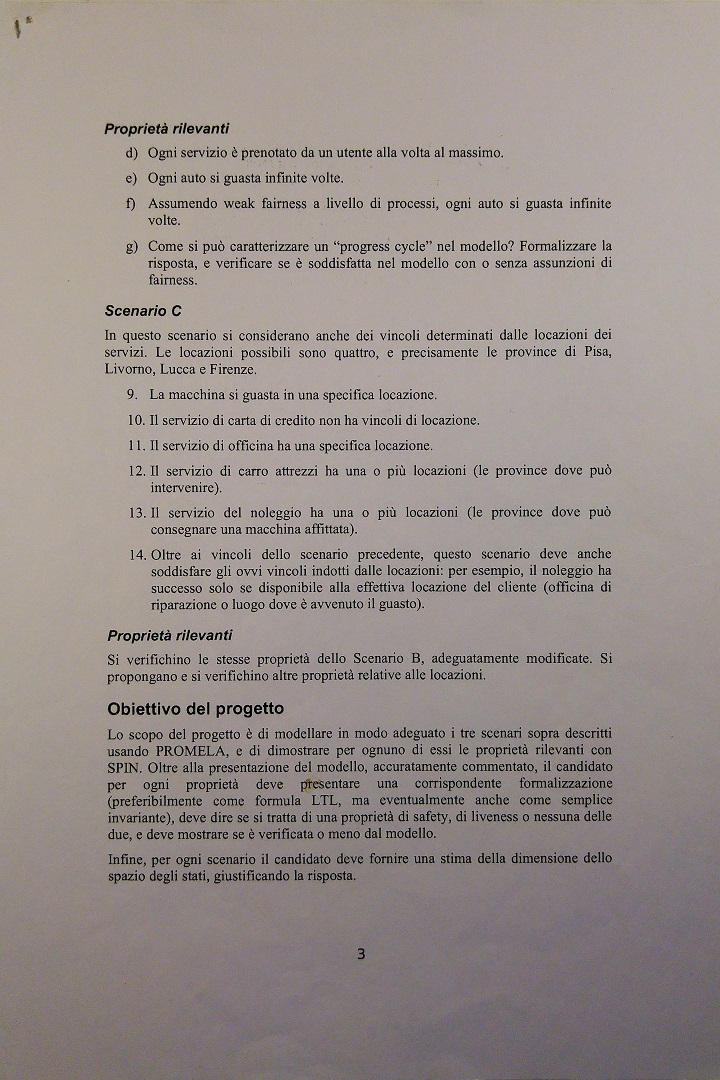 Proprietà rilevanti
d) Ogni servizio è prenotato da un utente alla volta al massimo.
e) Ogni auto si guasta infinite volte.
f) Assumendo weak fairness a livello di processi, ogni auto si guasta infinite
volte.
g) Come si può caratterizzare un “progress cycle” nel modello? Formalizzare la
risposta, e verificare se è soddisfatta nel modello con o senza assunzioni di
fairness.
Scenario C
In questo scenario si considerano anche dei vincoli determinati dalle locazioni dei
servizi. Le locazioni possibili sono quattro, e precisamente le province di Pisa,
Livorno, Lucca e Firenze.
9. La macchina si guasta in una specifica locazione.
10. Il servizio di carta di credito non ha vincoli di locazione.
11. Il servizio di officina ha una specifica locazione.
12. Il servizio di carro attrezzi ha una o più locazioni (le province dove può
intervenire).
13. Il servizio del noleggio ha una o più locazioni (le province dove può
consegnare una macchina affittata).
14. Oltre ai vincoli dello scenario precedente, questo scenario deve anche
soddisfare gli ovvi vincoli indotti dalle locazioni: per esempio, il noleggio ha
successo solo se disponibile alla effettiva locazione del cliente (officina di
riparazione o luogo dove è avvenuto il guasto).
Proprietà rilevanti
Si verifichino le stesse proprietà dello Scenario B, adeguatamente modificate. Si
propongano e si verifichino altre proprietà relative alle locazioni.
Obiettivo del progetto
Lo scopo del progetto è di modellare in modo adeguato i tre scenari sopra descritti
usando PROMELA, e di dimostrare per ognuno di essi le proprietà rilevanti con
SPIN. Oltre alla presentazione del modello, accuratamente commentato, il candidato
per ogni proprietà deve presentare una corrispondente formalizzazione
(preferibilmente come formula LTL, ma eventualmente anche come semplice
invariante), deve dire se si tratta di una proprietà di safety, di liveness o nessuna delle
due, e deve mostrare se è verificata o meno dal modello.
Infine, per ogni scenario il candidato deve fornire una stima della dimensione dello
spazio degli stati, giustificando la risposta.
3